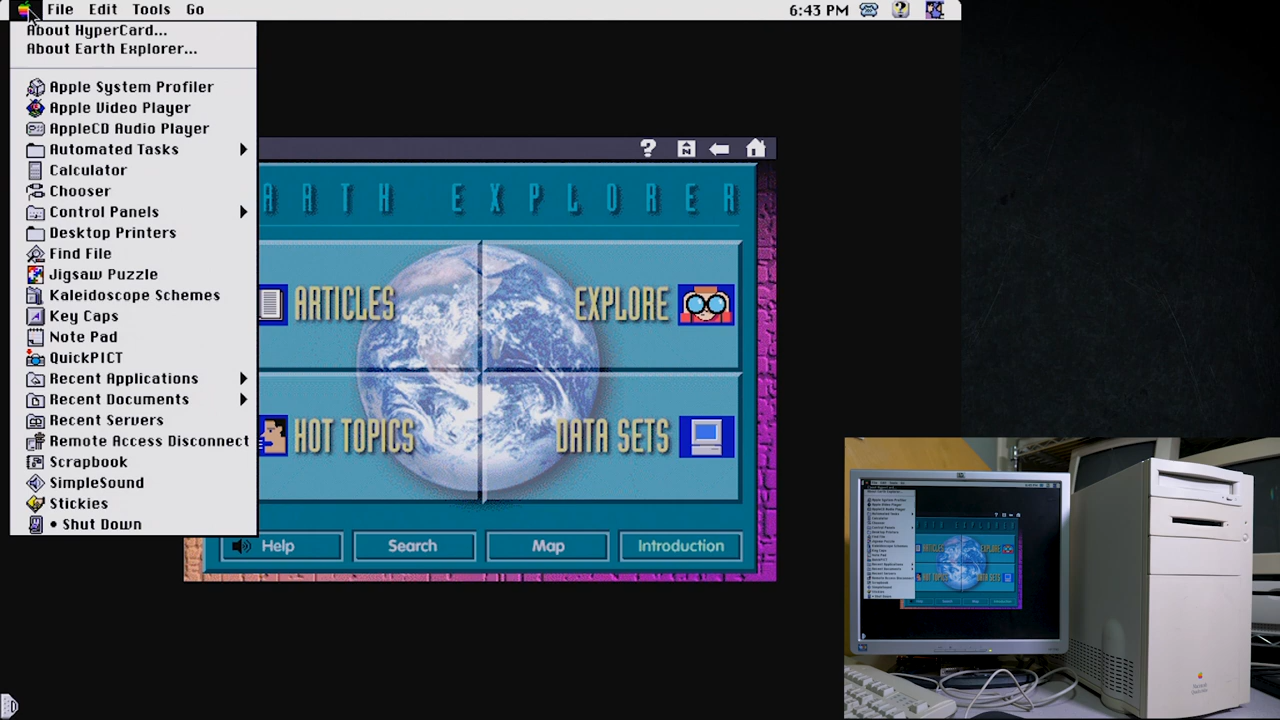 File Edit Tools Go 6:43 PM
About HyperCard...
About Earth Explorer...
Apple System Profiler
Apple Video Player
AppleCD Audio Player
Automated Tasks
Calculator
Chooser
Control Panels
Desktop Printers
Find File
Jigsaw Puzzle
Kaleidoscope Schemes
Key Caps
Note Pad
QuickPICT
Recent Applications
Recent Documents
Recent Servers
Remote Access Disconnect
Scrapbook
SimpleSound
Stickies
• Shut Down
? N
ARTH EXPLORER
ARTICLES
EXPLORE
HOT TOPICS
DATA SETS
Help Search Map Introduction